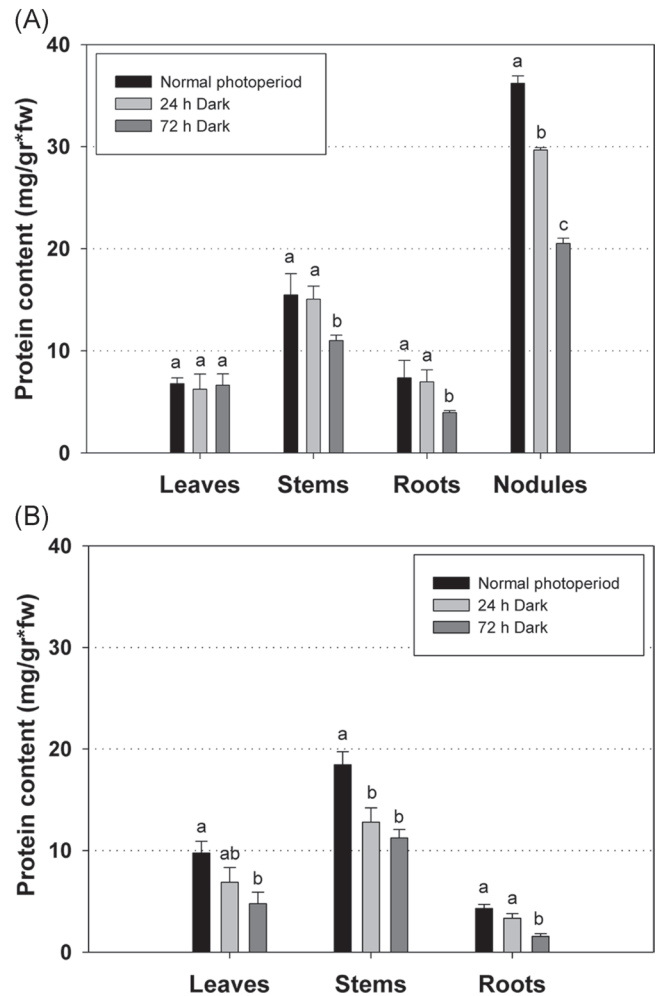 (A)
40
30
20
10
0
Protein content (mg/gr*fw)
Normal photoperiod
24 h Dark
72 h Dark
a a a
a a b
a a b
a b c
Leaves Stems Roots Nodules
(B)
40
30
20
10
0
Protein content (mg/gr*fw)
Normal photoperiod
24 h Dark
72 h Dark
a ab b
a b b
a a b
Leaves Stems Roots